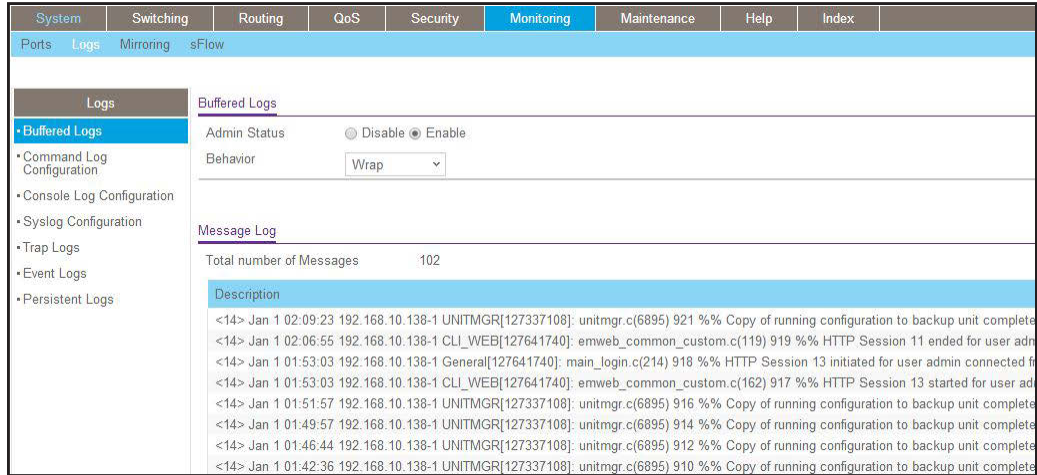 System Switching Routing QoS Security Monitoring Maintenance Help Index
Ports Logs Mirroring sFlow
Logs
Buffered Logs
Command Log
Configuration
Console Log Configuration
Syslog Configuration
Trap Logs
Event Logs
Persistent Logs
Buffered Logs
Admin Status Disable Enable
Behavior Wrap
Message Log
Total number of Messages 102
Description
<14> Jan 1 02:09:23 192.168.10.138-1 UNITMGR[127337108]: unitmgr.c(6895) 921 %% Copy of running configuration to backup unit complete
<14> Jan 1 02:06:55 192.168.10.138-1 CLI_WEB[127641740]: emweb_common_custom.c(119) 919 %% HTTP Session 11 ended for user adm
<14> Jan 1 01:53:03 192.168.10.138-1 General[127641740]: main_login.c(214) 918 %% HTTP Session 13 initiated for user admin connected fr
<14> Jan 1 01:53:03 192.168.10.138-1 CLI_WEB[127641740]: emweb_common_custom.c(162) 917 %% HTTP Session 13 started for user ad
<14> Jan 1 01:51:57 192.168.10.138-1 UNITMGR[127337108]: unitmgr.c(6895) 916 %% Copy of running configuration to backup unit complete
<14> Jan 1 01:49:57 192.168.10.138-1 UNITMGR[127337108]: unitmgr.c(6895) 914 %% Copy of running configuration to backup unit complete
<14> Jan 1 01:46:44 192.168.10.138-1 UNITMGR[127337108]: unitmgr.c(6895) 912 %% Copy of running configuration to backup unit complete
<14> Jan 1 01:42:36 192.168.10.138-1 UNITMGR[127337108]: unitmgr.c(6895) 910 %% Copy of running configuration to backup unit complete